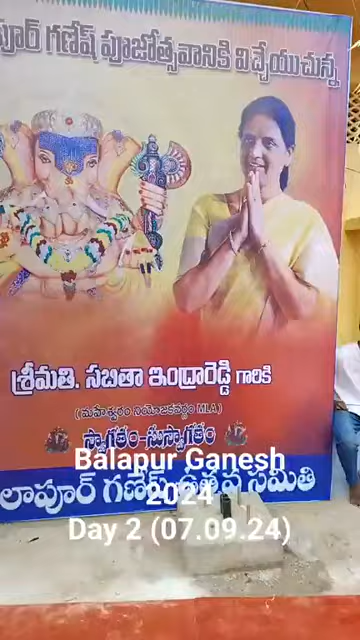 గణేష్ పూజోత్సవానికి విచ్చేయుచున్న
శ్రీమతి. సబితా ఇంద్రారెడ్డి గారికి
(మహేశ్వరం నియోజకవర్గం MLA)
స్వాగతం-సుస్వాగతం
గణేష్ ఉత్సవ సమితి
Balapur Ganesh
2024
Day 2 (07.09.24)